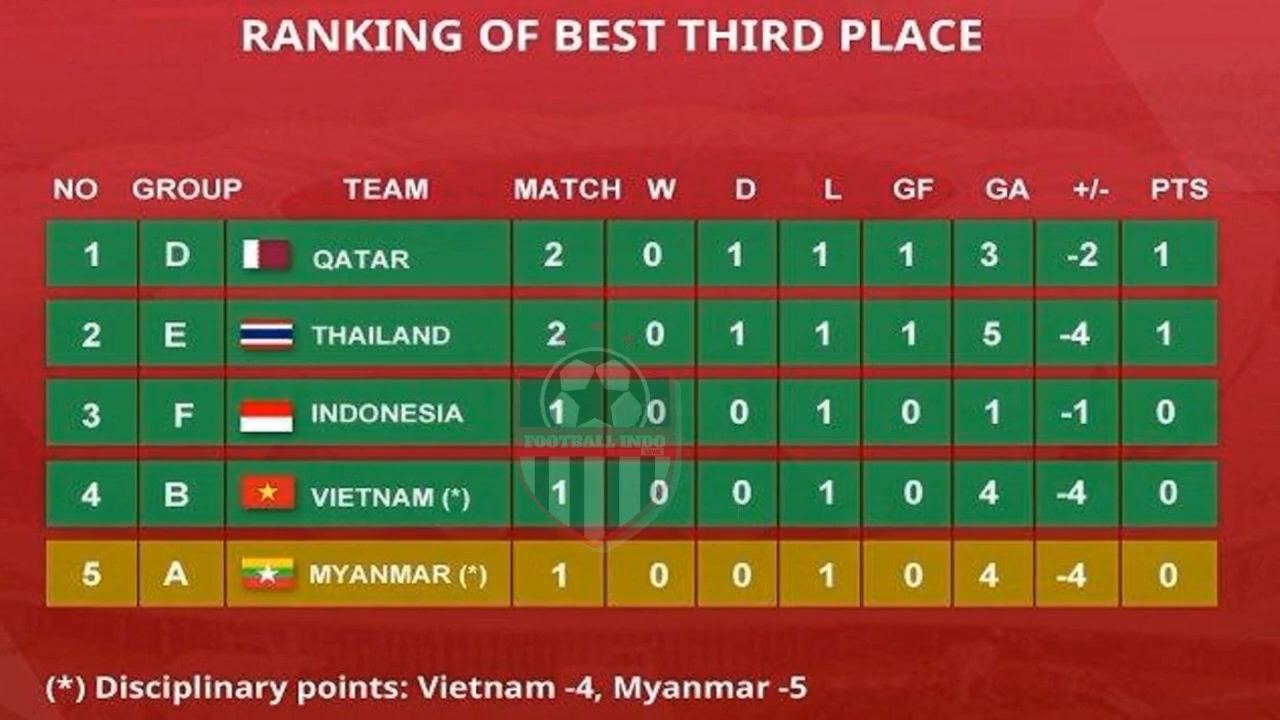 RANKING OF BEST THIRD PLACE
NO GROUP TEAM MATCH W D L GF GA +/- PTS
1 D QATAR 2 0 1 1 1 3 -2 1
2 E THAILAND 2 0 1 1 1 5 -4 1
3 F INDONESIA 1 0 0 1 0 1 -1 0
FOOTBALL INDO
4 B VIETNAM (*) 1 0 0 1 0 4 -4 0
5 A MYANMAR (*) 1 0 0 1 0 4 -4 0
(*) Disciplinary points: Vietnam -4, Myanmar -5